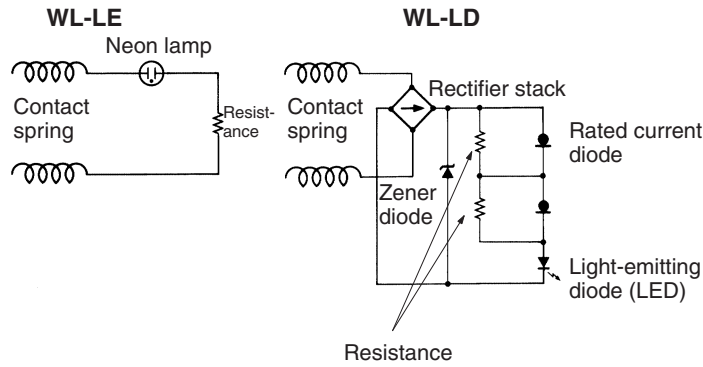 WL-LE
Neon lamp
Contact
spring
Resist-
ance
WL-LD
Rectifier stack
Contact
spring
Zener
diode
Rated current
diode
Light-emitting
diode (LED)
Resistance